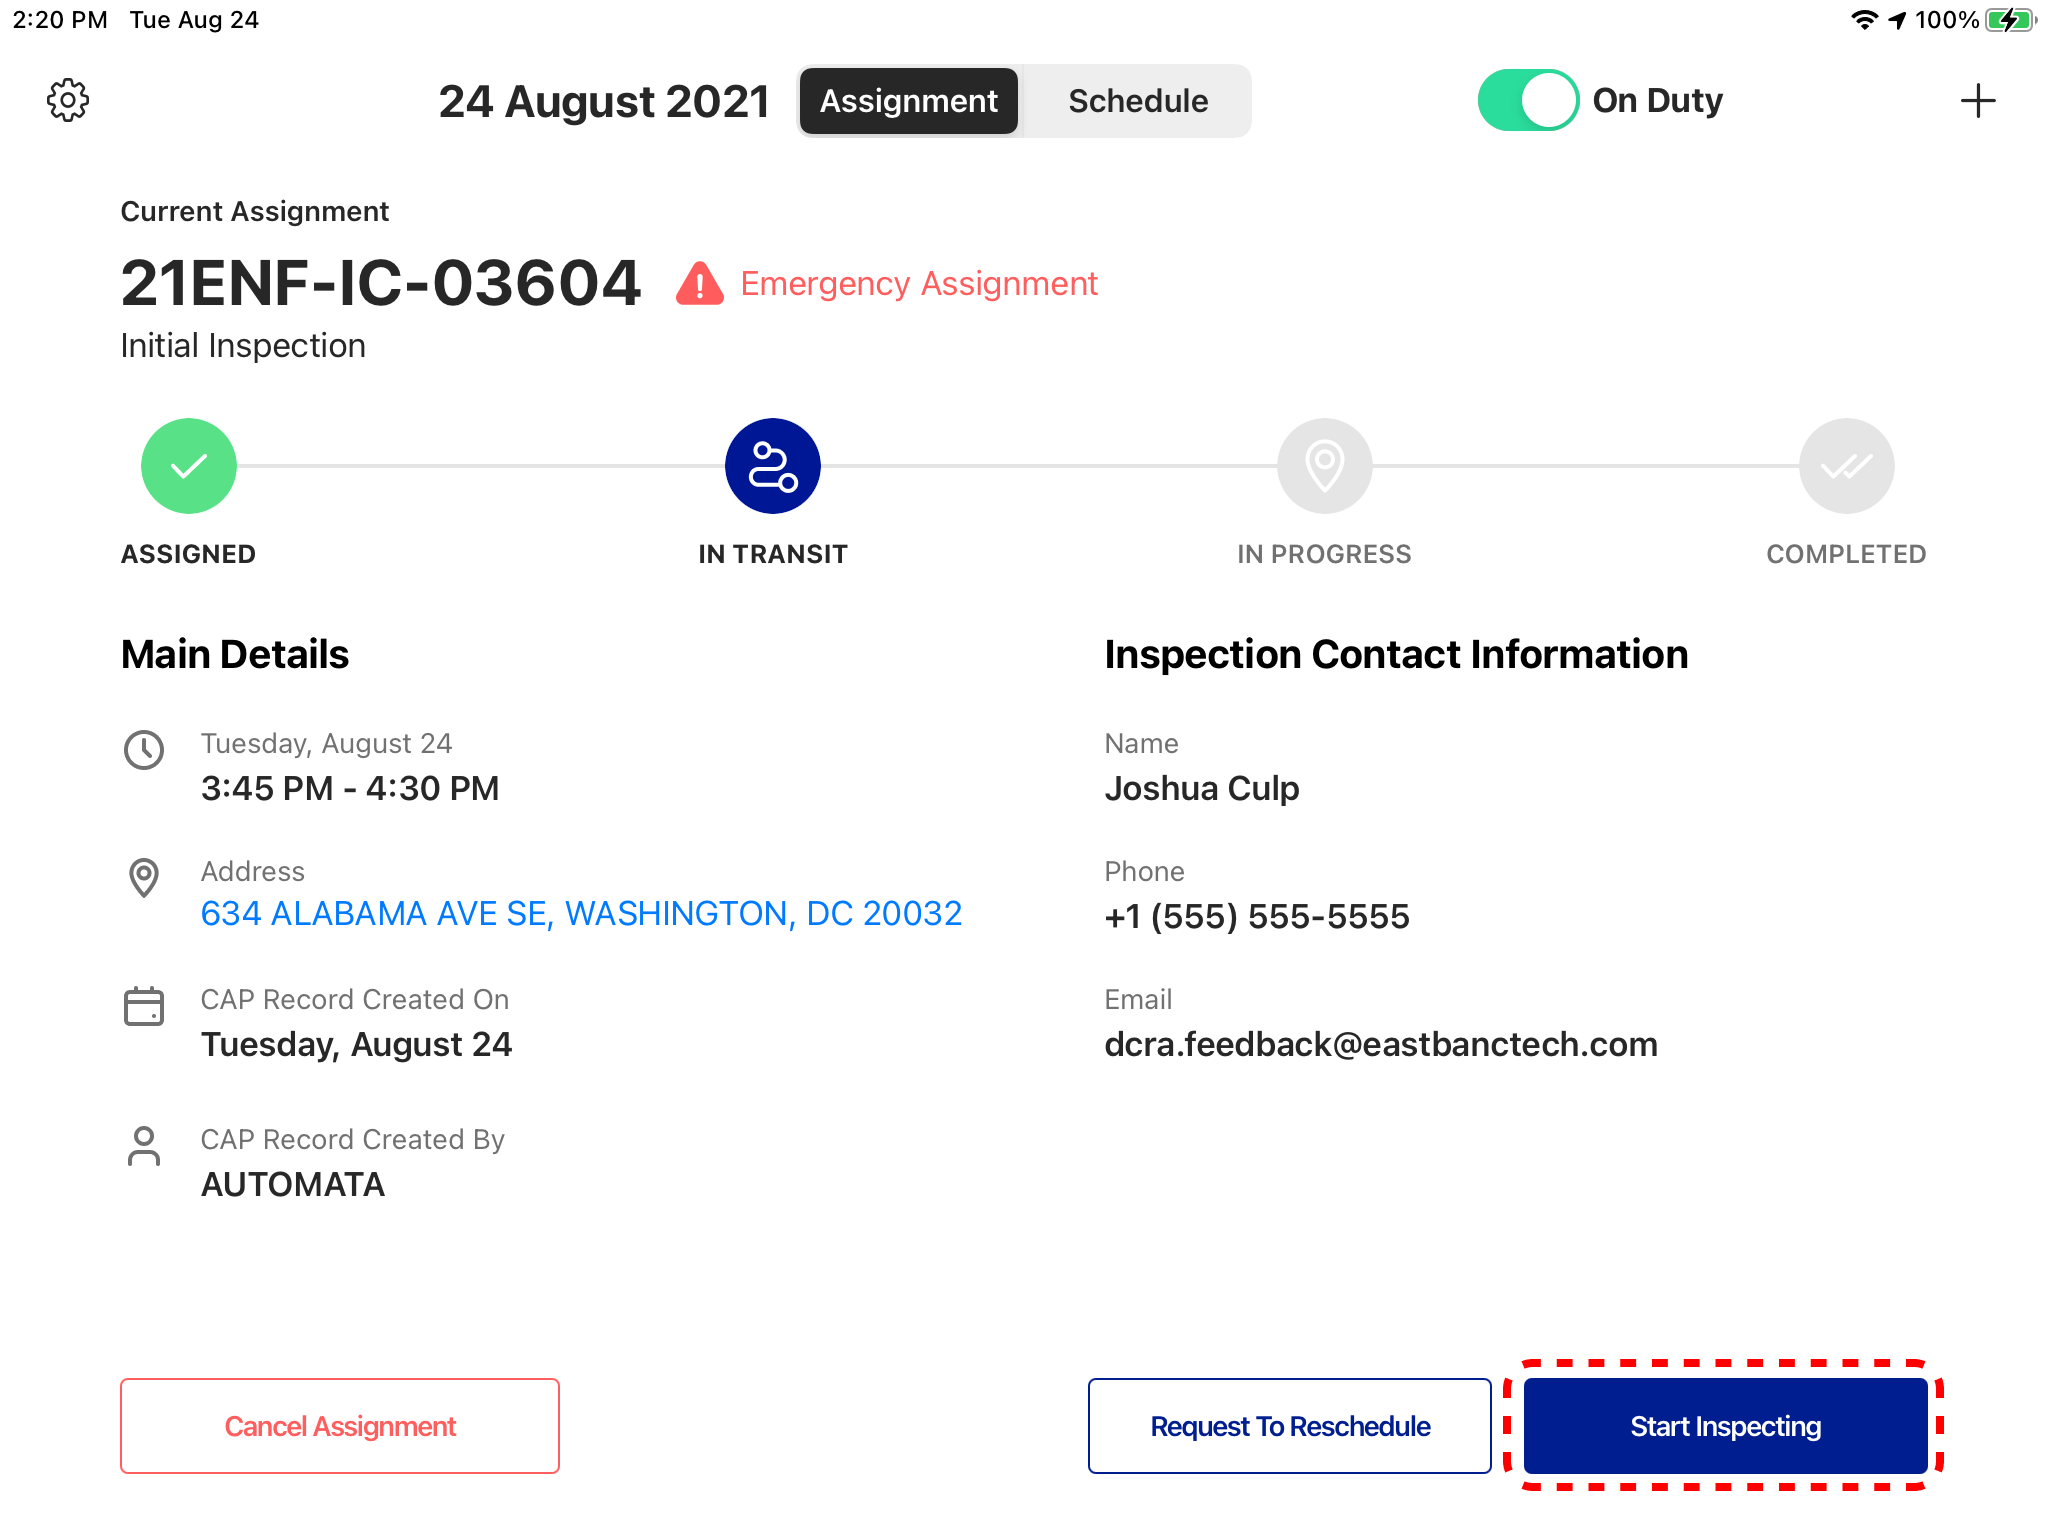 2:20 PM Tue Aug 24 100%
24 August 2021 Assignment Schedule On Duty
Current Assignment
21ENF-IC-03604 Emergency Assignment
Initial Inspection
ASSIGNED IN TRANSIT IN PROGRESS COMPLETED
Main Details
Tuesday, August 24
3:45 PM - 4:30 PM
Address
634 ALABAMA AVE SE, WASHINGTON, DC 20032
CAP Record Created On
Tuesday, August 24
CAP Record Created By
AUTOMATA
Inspection Contact Information
Name
Joshua Culp
Phone
+1 (555) 555-5555
Email
dcra.feedback@eastbanctech.com
Cancel Assignment Request To Reschedule Start Inspecting